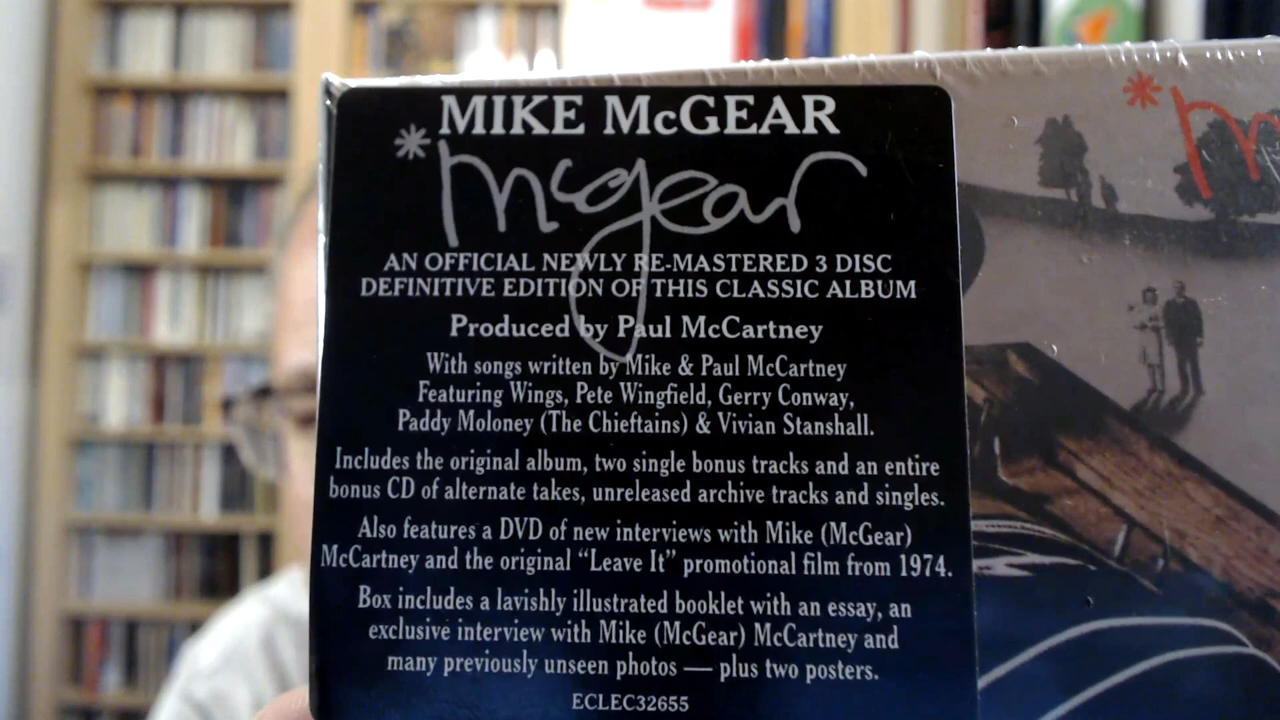 MIKE McGEAR
*mcgear
AN OFFICIAL NEWLY RE-MASTERED 3 DISC
DEFINITIVE EDITION OF THIS CLASSIC ALBUM
Produced by Paul McCartney
With songs written by Mike & Paul McCartney
Featuring Wings, Pete Wingfield, Gerry Conway,
Paddy Moloney (The Chieftains) & Vivian Stanshall.
Includes the original album, two single bonus tracks and an entire
bonus CD of alternate takes, unreleased archive tracks and singles.
Also features a DVD of new interviews with Mike (McGear)
McCartney and the original “Leave It” promotional film from 1974.
Box includes a lavishly illustrated booklet with an essay, an
exclusive interview with Mike (McGear) McCartney and
many previously unseen photos — plus two posters.
ECLEC32655